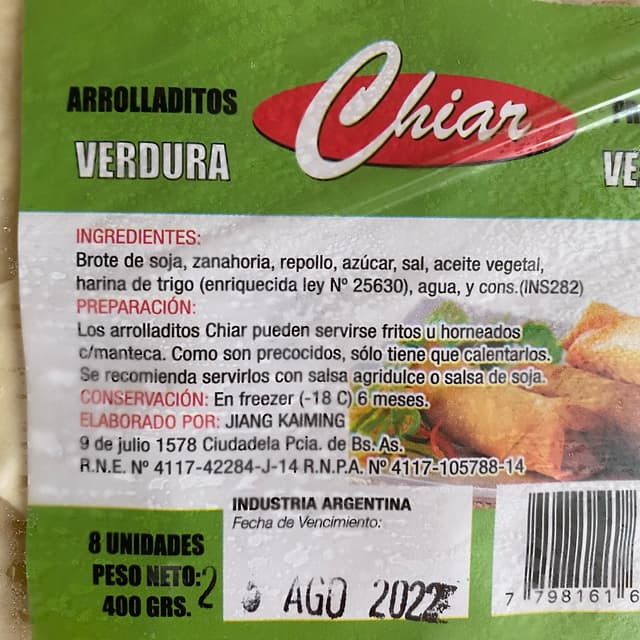 ARROLLADITOS
Chiar
VERDURA
VE
INGREDIENTES:
Brote de soja, zanahoria, repollo, azúcar, sal, aceite vegetal,
harina de trigo (enriquecida ley Nº 25630), agua, y cons.(INS282)
PREPARACIÓN:
Los arrolladitos Chiar pueden servirse fritos u horneados
c/manteca. Como son precocidos, sólo tiene que calentarlos.
Se recomienda servirlos con salsa agridulce o salsa de soja.
CONSERVACIÓN: En freezer (-18 C) 6 meses.
ELABORADO POR: JIANG KAIMING
9 de julio 1578 Ciudadela Pcia. de Bs. As.
R.N.E. Nº 4117-42284-J-14 R.N.P.A. Nº 4117-105788-14
INDUSTRIA ARGENTINA
Fecha de Vencimiento:
8 UNIDADES
PESO NETO:
400 GRS.
AGO 2022
7 798161 6